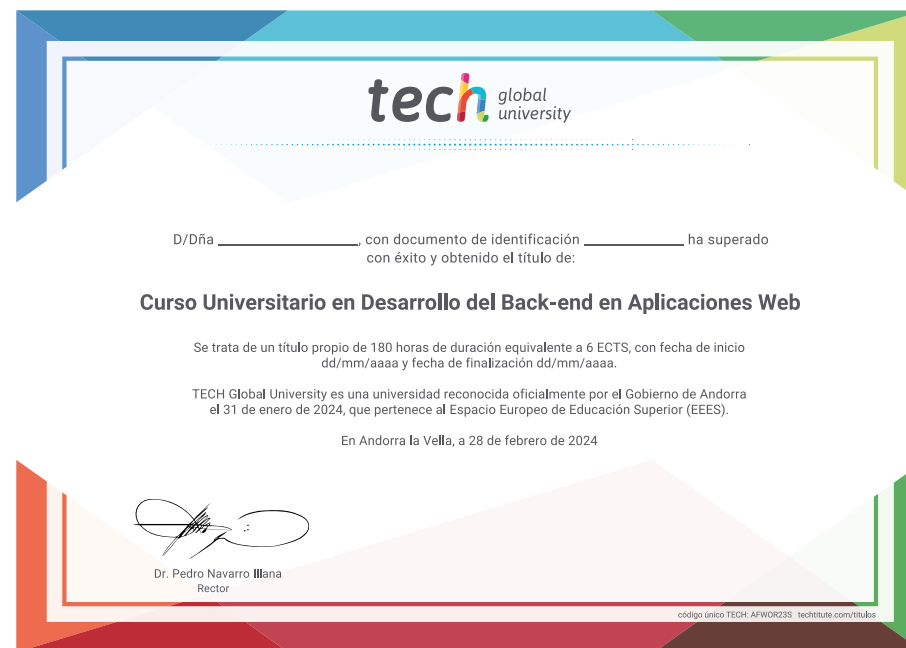 tech global university
D/Dña ____________________, con documento de identificación ______________ ha superado
con éxito y obtenido el título de:
Curso Universitario en Desarrollo del Back-end en Aplicaciones Web
Se trata de un título propio de 180 horas de duración equivalente a 6 ECTS, con fecha de inicio
dd/mm/aaaa y fecha de finalización dd/mm/aaaa.
TECH Global University es una universidad reconocida oficialmente por el Gobierno de Andorra
el 31 de enero de 2024, que pertenece al Espacio Europeo de Educación Superior (EEES).
En Andorra la Vella, a 28 de febrero de 2024
Dr. Pedro Navarro Illana
Rector
código único TECH: AFWOR23S techtitute.com/titulos